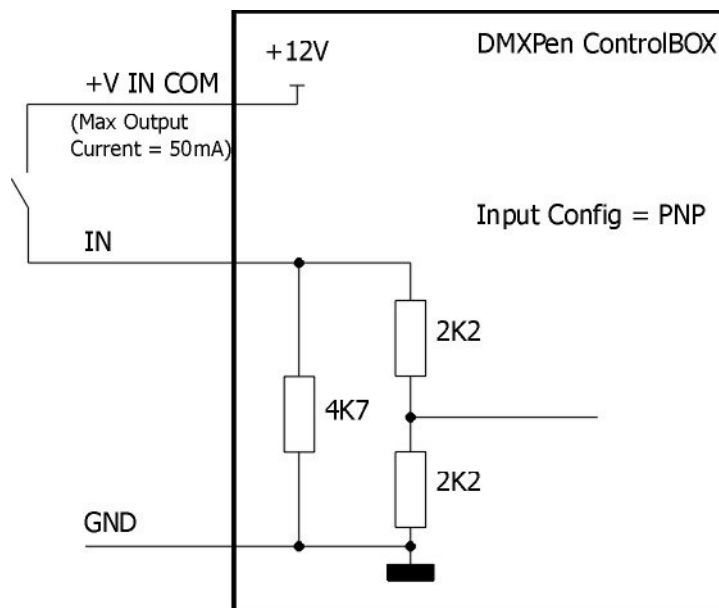 DMXPen ControlBOX
+12V
+V IN COM
(Max Output
Current = 50mA)
Input Config = PNP
IN
2K2
4K7
2K2
GND